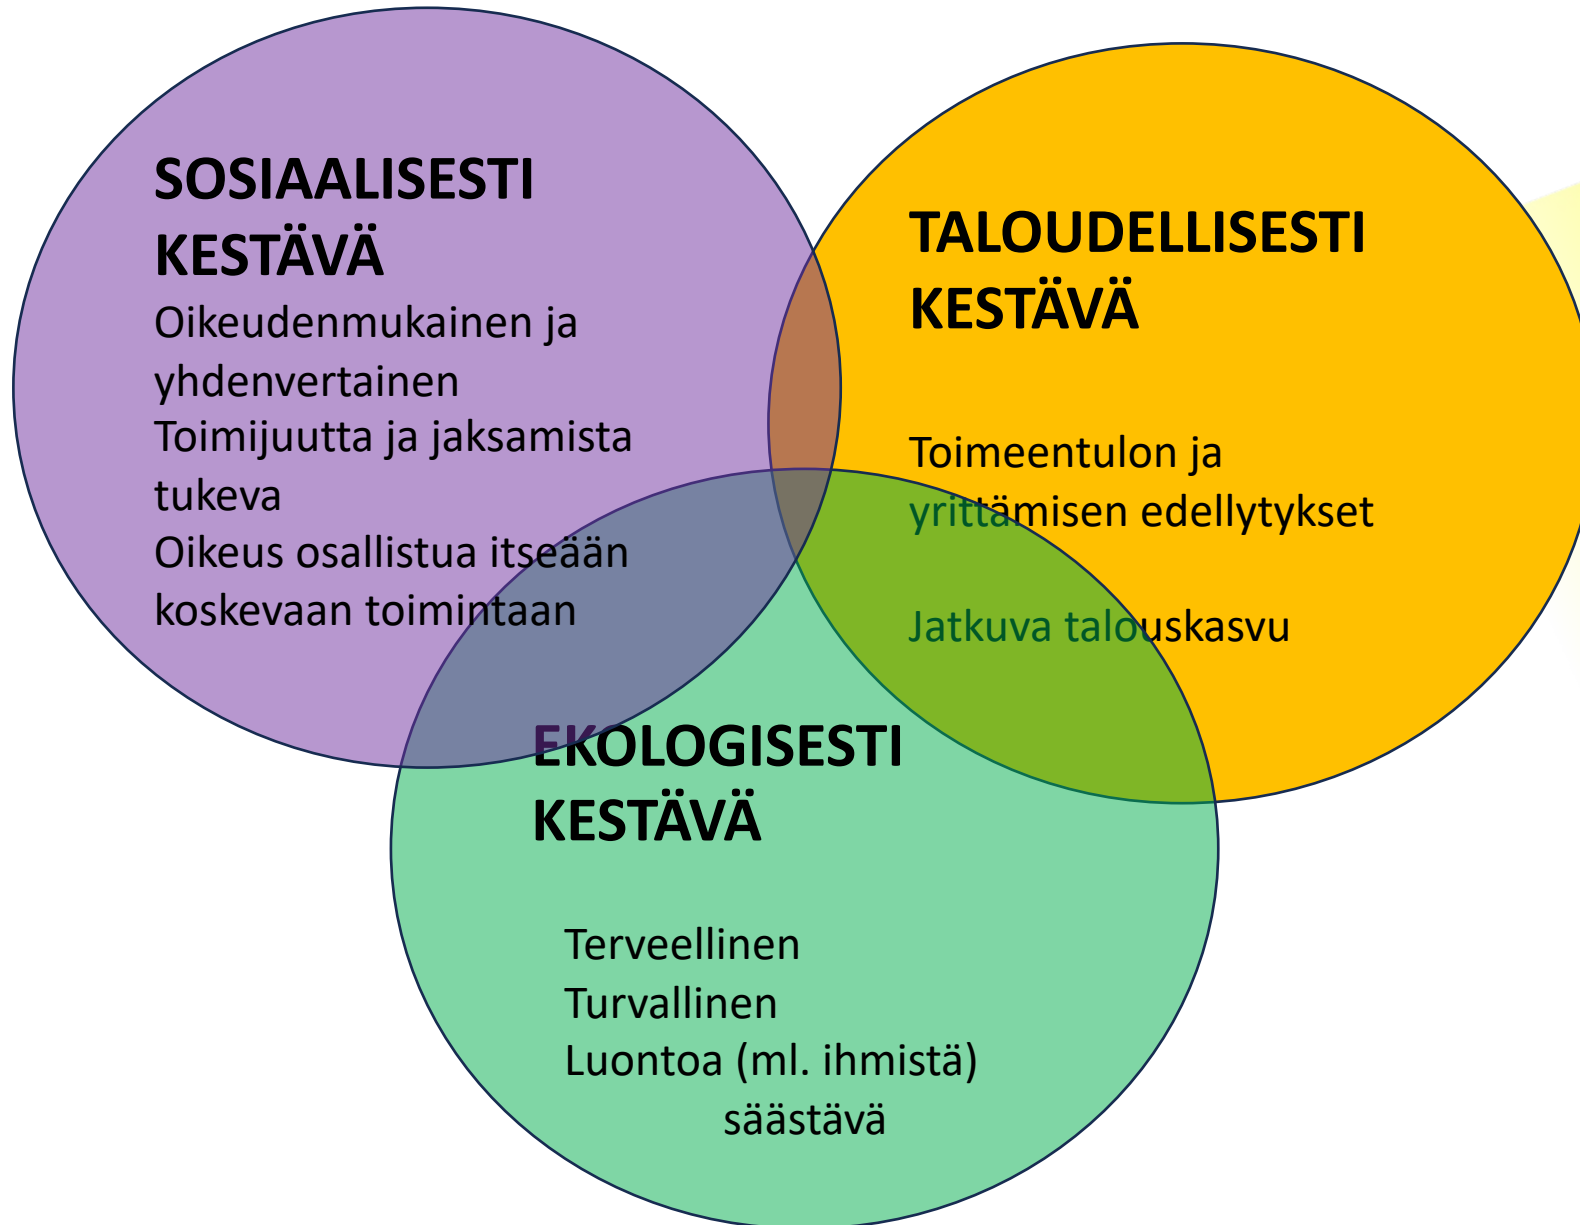 SOSIAALISESTI
KESTÄVÄ
Oikeudenmukainen ja
yhdenvertainen
Toimijuutta ja jaksamista
tukeva
Oikeus osallistua itseään
koskevaan toimintaan
TALOUDELLISESTI
KESTÄVÄ
Toimeentulon ja
yrittämisen edellytykset
Jatkuva talouskasvu
EKOLOGISESTI
KESTÄVÄ
Terveellinen
Turvallinen
Luontoa (ml. ihmistä)
säästävä